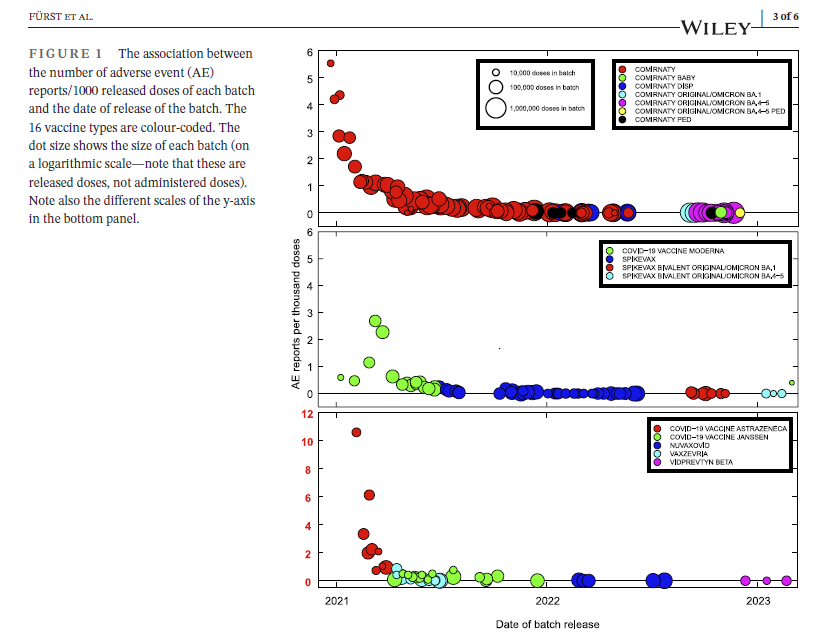 FÜRST ET AL.
WILEY
3 of 6
FIGURE 1 The association between
the number of adverse event (AE)
reports/1000 released doses of each batch
and the date of release of the batch. The
16 vaccine types are colour-coded. The
dot size shows the size of each batch (on
a logarithmic scale—note that these are
released doses, not administered doses).
Note also the different scales of the y-axis
in the bottom panel.
6
5
4
3
2
1
0
10,000 doses in batch
100,000 doses in batch
1,000,000 doses in batch
COMIRNATY
COMIRNATY BABY
COMIRNATY DISP
COMIRNATY ORIGINAL/OMICRON BA.1
COMIRNATY ORIGINAL/OMICRON BA.4-5
COMIRNATY ORIGINAL/OMICRON BA.4-5 PED
COMIRNATY PED
AE reports per thousand doses
6
5
4
3
2
1
0
COVID-19 VACCINE MODERNA
SPIKEVAX
SPIKEVAX BIVALENT ORIGINAL/OMICRON BA.1
SPIKEVAX BIVALENT ORIGINAL/OMICRON BA.4-5
12
10
8
6
4
2
0
COVID-19 VACCINE ASTRAZENECA
COVID-19 VACCINE JANSSEN
NUVAXOVID
VAXZEVRIA
VIDPREVTYN BETA
2021
2022
2023
Date of batch release